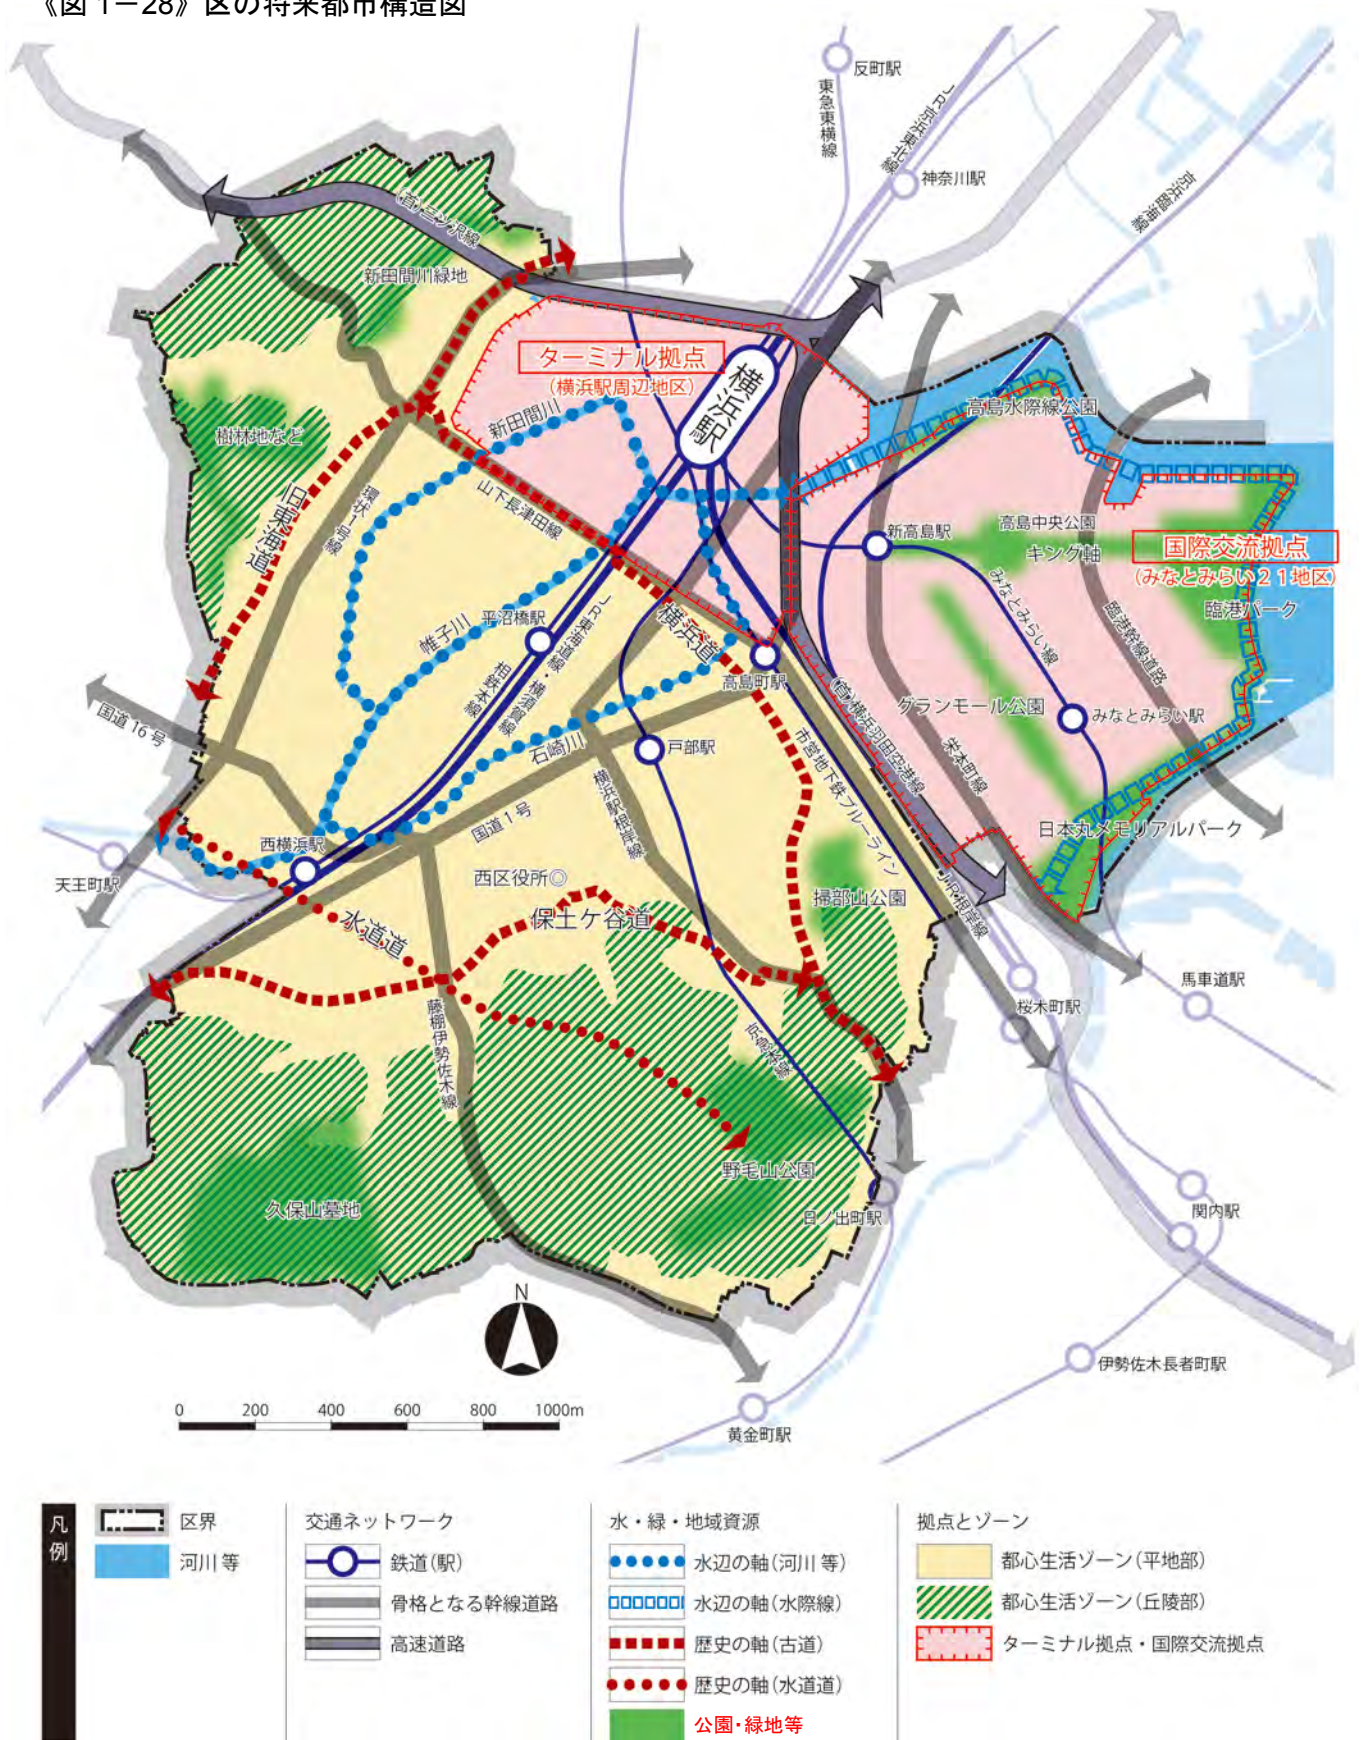 《図1－28》区の将来都市構造図
反町駅
東急東横線
JR京浜東北線
神奈川駅
京浜臨海線
(首)三ツ沢線
新田間川緑地
ターミナル拠点
(横浜駅周辺地区)
横浜駅
新田間川
高島水際線公園
樹林地など
旧東海道
環状1号線
山下長津田線
新高島駅
高島中央公園
キング軸
国際交流拠点
(みなとみらい21地区)
臨港パーク
みなとみらい線
臨港幹線道路
平沼橋駅
帷子川
JR東海道線・横須賀線
相鉄本線
横浜道
高島町駅
(首)横浜羽田空港線
グランモール公園
みなとみらい駅
国道16号
石崎川
戸部駅
市営地下鉄ブルーライン
栄本町線
横浜駅根岸線
国道1号
日本丸メモリアルパーク
西横浜駅
天王町駅
西区役所◎
掃部山公園
JR根岸線
保土ケ谷道
水道道
馬車道駅
桜木町駅
藤棚伊勢佐木線
京急本線
野毛山公園
久保山墓地
日ノ出町駅
関内駅
N
伊勢佐木長者町駅
黄金町駅
0 200 400 600 800 1000m
凡例
区界
河川等
交通ネットワーク
鉄道(駅)
骨格となる幹線道路
高速道路
水・緑・地域資源
水辺の軸(河川等)
水辺の軸(水際線)
歴史の軸(古道)
歴史の軸(水道道)
公園・緑地等
拠点とゾーン
都心生活ゾーン(平地部)
都心生活ゾーン(丘陵部)
ターミナル拠点・国際交流拠点